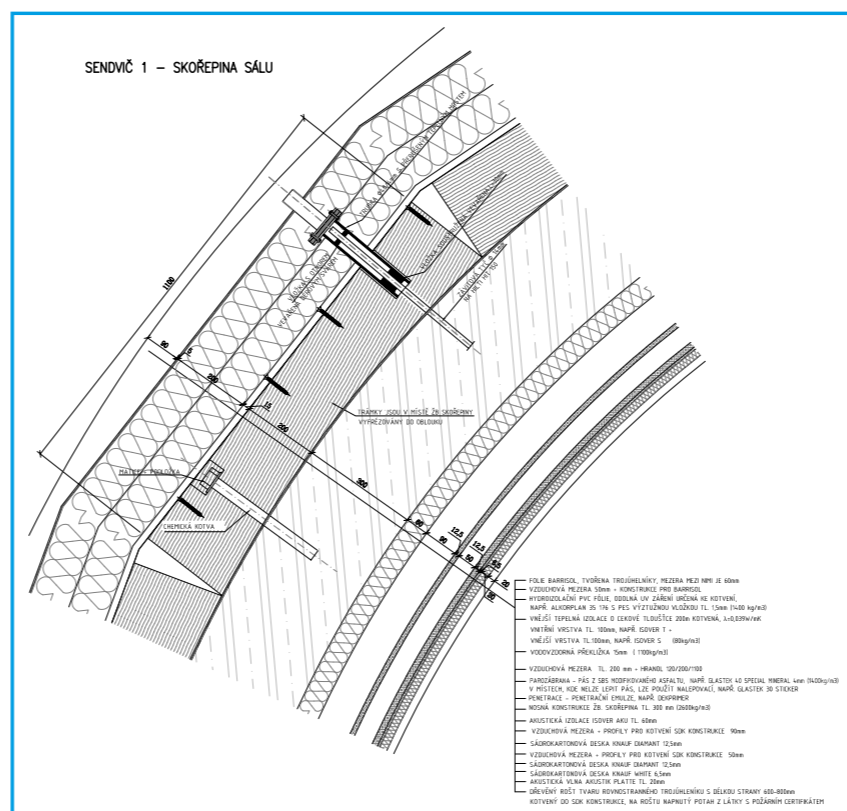 SENDVIČ 1 – SKOŘEPINA SÁLU
1100
90
5
200
15
200
300
60
90
12,5
50
12,5
20
TRÁMKY JSOU V MÍSTĚ ŽB SKOŘEPINY
VYFRÉZOVÁNY DO OBLOUKU
CHEMICKÁ KOTVA
FOLIE BARRISOL, TVOŘENA TROJÚHELNÍKY, MEZERA MEZI NIMI JE 60mm
VZDUCHOVÁ MEZERA 50mm + KONSTRUKCE PRO BARRISOL
HYDROIZOLAČNÍ PVC FÓLIE, ODOLNÁ UV ZÁŘENÍ URČENÁ KE KOTVENÍ,
NAPŘ. ALKORPLAN 35 176 S PES VÝZTUŽNOU VLOŽKOU TL. 1,5mm (1400 kg/m3)
VNĚJŠÍ TEPELNÁ IZOLACE O CEKOVÉ TLOUŠŤCE 200m KOTVENÁ, λ=0,039W/mK
VNITŘNÍ VRSTVA TL. 100mm, NAPŘ. ISOVER T +
VNĚJŠÍ VRSTVA TL.100mm, NAPŘ. ISOVER S (80kg/m3)
VODOVZDORNÁ PŘEKLIŽKA 15mm ( 1100kg/m3)
VZDUCHOVÁ MEZERA TL. 200 mm + HRANOL 120/200/1100
PAROZÁBRANA - PÁS Z SBS MODIFIKOVANÉHO ASFALTU, NAPŘ. GLASTEK 40 SPECIAL MINERAL 4mm (1400kg/m3)
V MÍSTECH, KDE NELZE LEPIT PÁS, LZE POUŽÍT NALEPOVACÍ, NAPŘ. GLASTEK 30 STICKER
PENETRACE - PENETRAČNÍ EMULZE, NAPŘ. DEKPRIMER
NOSNÁ KONSTRUKCE ŽB. SKOŘEPINA TL. 300 mm (2600kg/m3)
AKUSTICKÁ IZOLACE ISOVER AKU TL. 60mm
VZDUCHOVÁ MEZERA + PROFILY PRO KOTVENÍ SDK KONSTRUKCE 90mm
SÁDROKARTONOVÁ DESKA KNAUF DIAMANT 12,5mm
VZDUCHOVÁ MEZERA + PROFILY PRO KOTVENÍ SDK KONSTRUKCE 50mm
SÁDROKARTONOVÁ DESKA KNAUF DIAMANT 12,5mm
SÁDROKARTONOVÁ DESKA KNAUF WHITE 6,5mm
AKUSTICKÁ VLNA AKUSTIK PLATTE TL. 20mm
DŘEVĚNÝ ROŠT TVARU ROVNOSTRANNÉHO TROJÚHELNÍKU S DÉLKOU STRANY 600-800mm
KOTVENÝ DO SDK KONSTRUKCE, NA ROŠTU NAPNUTÝ POTAH Z LÁTKY S POŽÁRNÍM CERTIFIKÁTEM